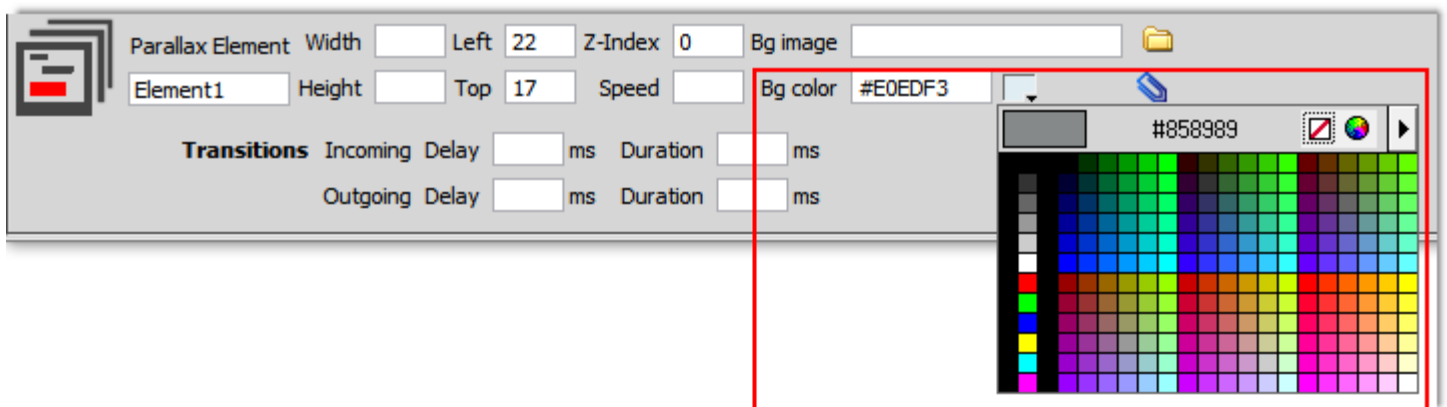 Parallax Element Width Left 22 Z-Index 0 Bg image
Element1 Height Top 17 Speed Bg color #E0EDF3
#858989
Transitions Incoming Delay ms Duration ms
Outgoing Delay ms Duration ms